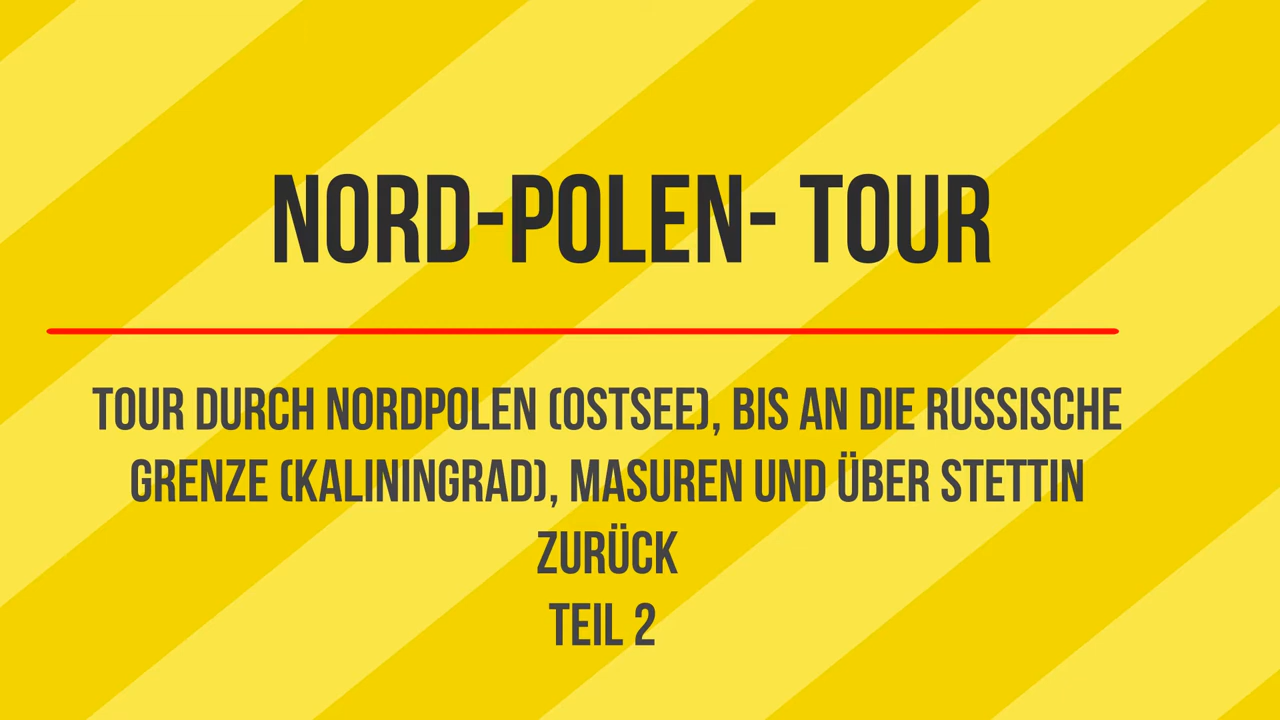 NORD-POLEN- TOUR
TOUR DURCH NORDPOLEN (OSTSEE), BIS AN DIE RUSSISCHE
GRENZE (KALININGRAD), MASUREN UND ÜBER STETTIN
ZURÜCK
TEIL 2